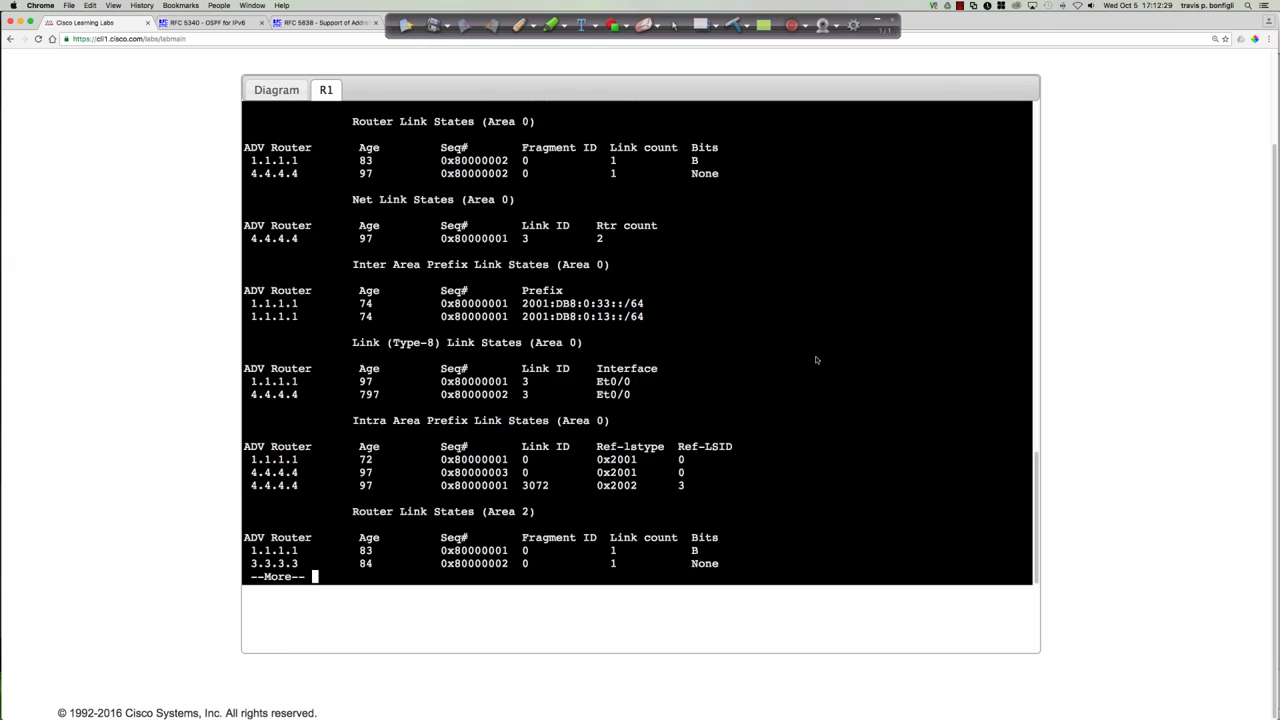 Chrome File Edit View History Bookmarks People Window Help
Wed Oct 5 17:12:29 travis p. bonfigli
Cisco Learning Labs
RFC 5340 - OSPF for IPv6
RFC 5838 - Support of Addre
https://cll1.cisco.com/labs/labmain
Diagram R1
Router Link States (Area 0)
ADV Router Age Seq# Fragment ID Link count Bits
1.1.1.1 83 0x80000002 0 1 B
4.4.4.4 97 0x80000002 0 1 None
Net Link States (Area 0)
ADV Router Age Seq# Link ID Rtr count
4.4.4.4 97 0x80000001 3 2
Inter Area Prefix Link States (Area 0)
ADV Router Age Seq# Prefix
1.1.1.1 74 0x80000001 2001:DB8:0:33::/64
1.1.1.1 74 0x80000001 2001:DB8:0:13::/64
Link (Type-8) Link States (Area 0)
ADV Router Age Seq# Link ID Interface
1.1.1.1 97 0x80000001 3 Et0/0
4.4.4.4 797 0x80000002 3 Et0/0
Intra Area Prefix Link States (Area 0)
ADV Router Age Seq# Link ID Ref-lstype Ref-LSID
1.1.1.1 72 0x80000001 0 0x2001 0
4.4.4.4 97 0x80000003 0 0x2001 0
4.4.4.4 97 0x80000001 3072 0x2002 3
Router Link States (Area 2)
ADV Router Age Seq# Fragment ID Link count Bits
1.1.1.1 83 0x80000001 0 1 B
3.3.3.3 84 0x80000002 0 1 None
--More--
© 1992-2016 Cisco Systems, Inc. All rights reserved.